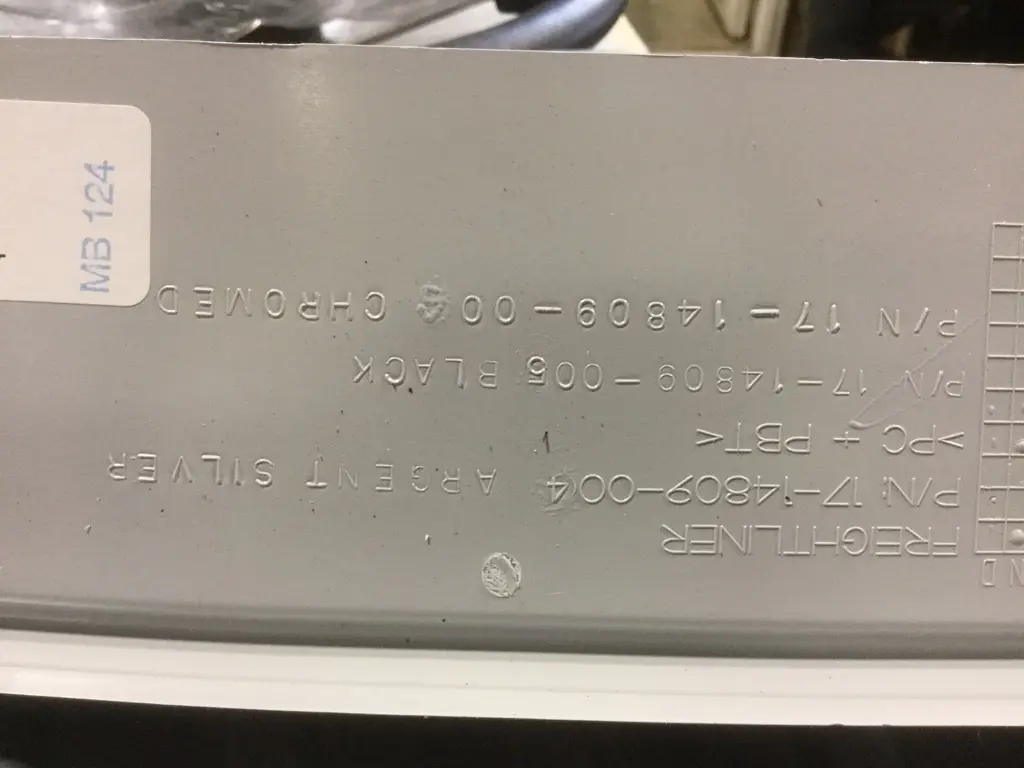 FREIGHTLINER
P/N: 17-14809-004 ARGENT SILVER
>PC + PBT<
P/N 17-14809-005 BLACK
P/N 17-14809-00 CHROMED
MB 124